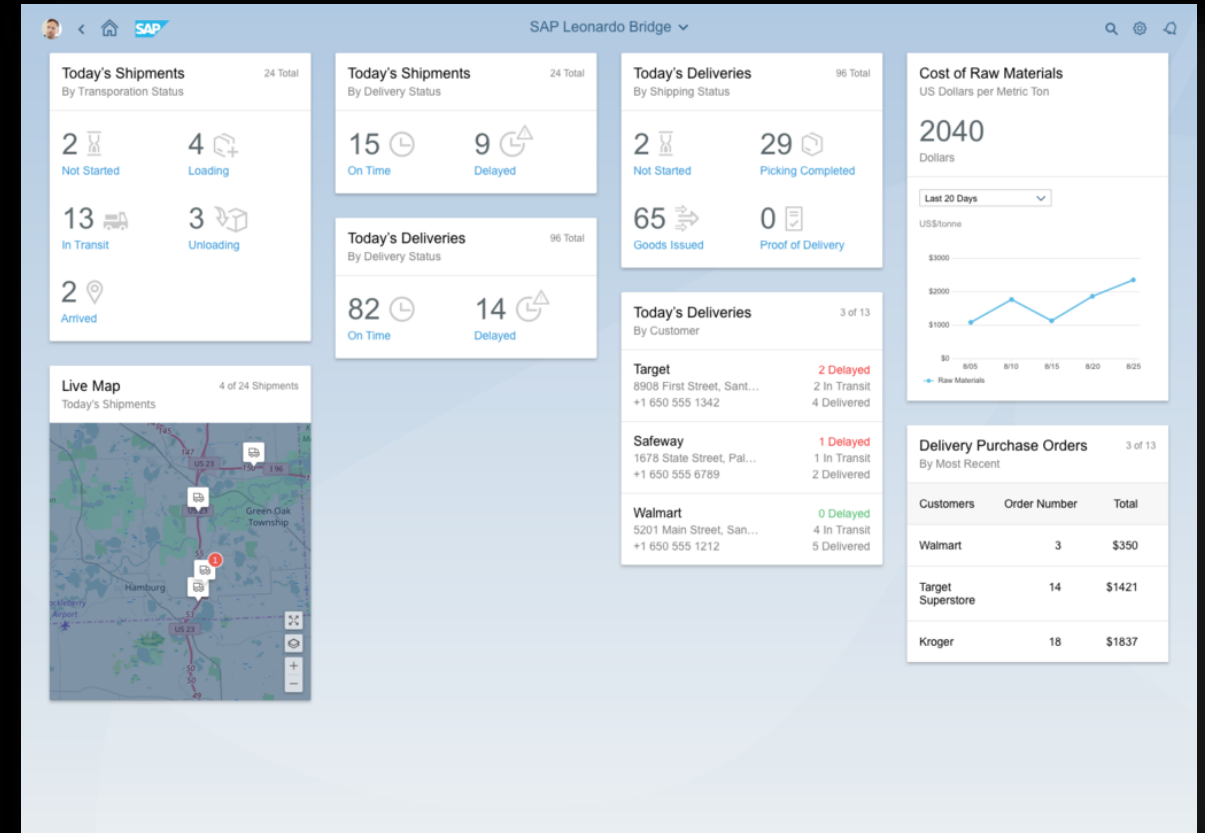 SAP
SAP Leonardo Bridge
Today's Shipments
24 Total
By Transporation Status
2
Not Started
4
Loading
13
In Transit
3
Unloading
2
Arrived
Live Map
4 of 24 Shipments
Today's Shipments
US 23
I 96
US 23
Green Oak
Township
1
Hamburg
Airport
53
US 23
50
49
Today's Shipments
24 Total
By Delivery Status
15
On Time
9
Delayed
Today's Deliveries
96 Total
By Delivery Status
82
On Time
14
Delayed
Today's Deliveries
96 Total
By Shipping Status
2
Not Started
29
Picking Completed
65
Goods Issued
0
Proof of Delivery
Today's Deliveries
3 of 13
By Customer
Target
2 Delayed
8908 First Street, Sant...
2 In Transit
+1 650 555 1342
4 Delivered
Safeway
1 Delayed
1678 State Street, Pal...
1 In Transit
+1 650 555 6789
2 Delivered
Walmart
0 Delayed
5201 Main Street, San...
4 In Transit
+1 650 555 1212
5 Delivered
Cost of Raw Materials
US Dollars per Metric Ton
2040
Dollars
Last 20 Days
US$/tonne
$3000
$2000
$1000
$0
8/05 8/10 8/15 8/20 8/25
Raw Materials
Delivery Purchase Orders
3 of 13
By Most Recent
Customers Order Number Total
Walmart 3 $350
Target
Superstore 14 $1421
Kroger 18 $1837